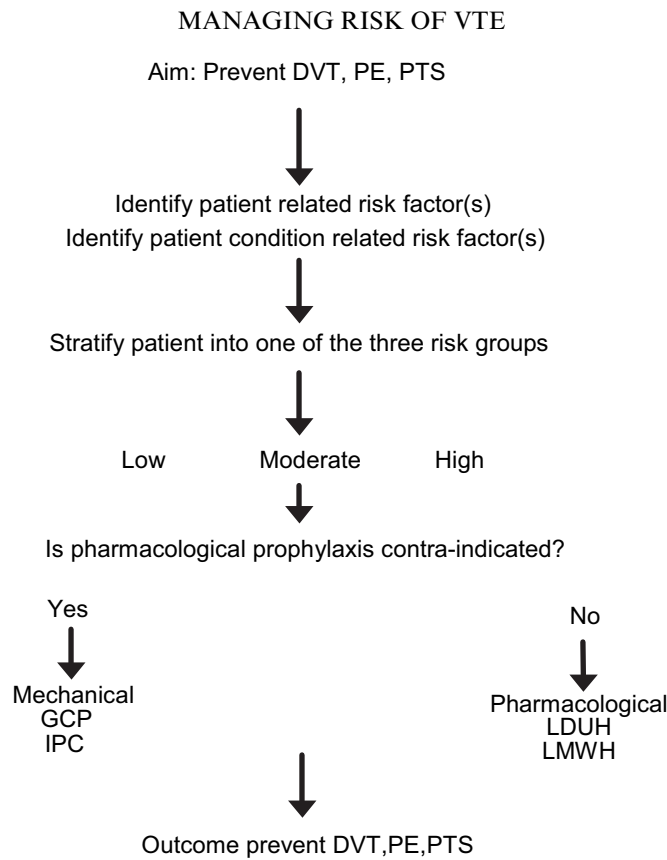 MANAGING RISK OF VTE
Aim: Prevent DVT, PE, PTS
Identify patient related risk factor(s)
Identify patient condition related risk factor(s)
Stratify patient into one of the three risk groups
Low Moderate High
Is pharmacological prophylaxis contra-indicated?
Yes
No
Mechanical
GCP
IPC
Pharmacological
LDUH
LMWH
Outcome prevent DVT,PE,PTS